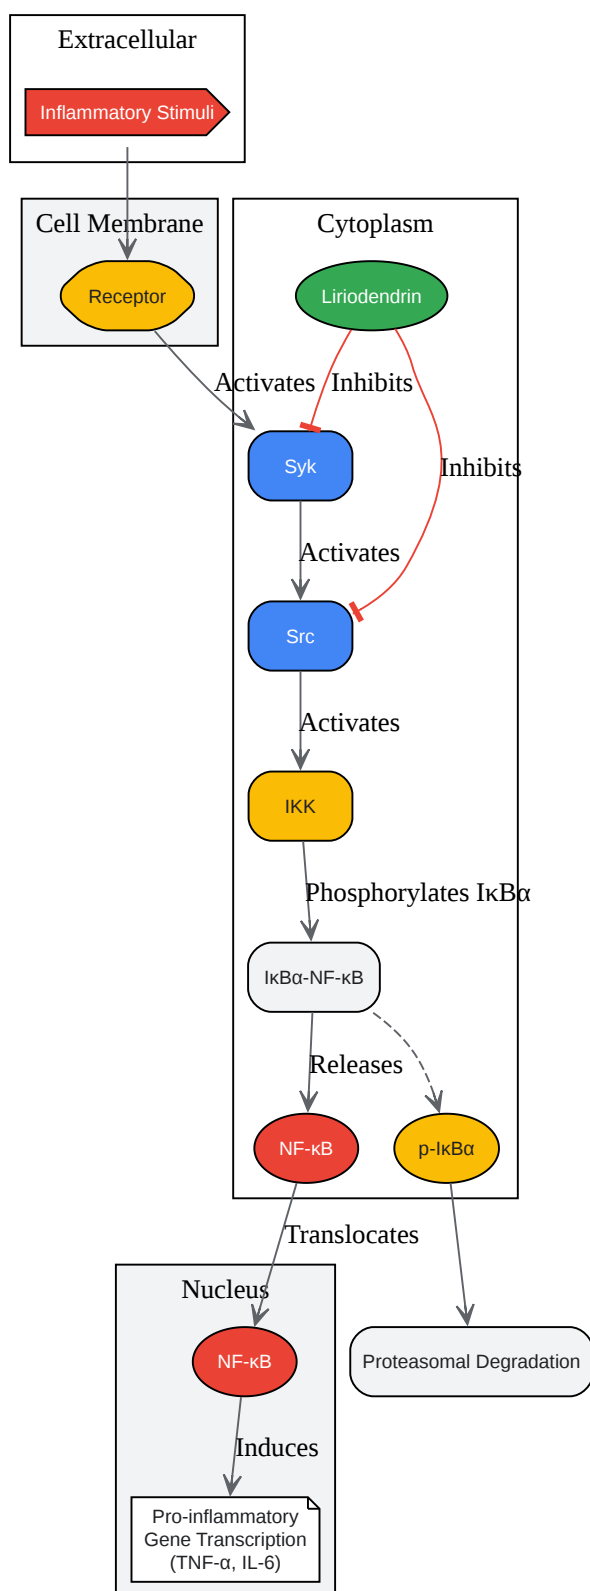 Extracellular
Inflammatory Stimuli
Cell Membrane
Cytoplasm
Receptor
Liriodendrin
Activates
Inhibits
Syk
Inhibits
Activates
Src
Activates
IKK
Phosphorylates IκBα
IκBα-NF-κB
Releases
NF-κB
p-IκBα
Translocates
Nucleus
NF-κB
Proteasomal Degradation
Induces
Pro-inflammatory
Gene Transcription
(TNF-α, IL-6)